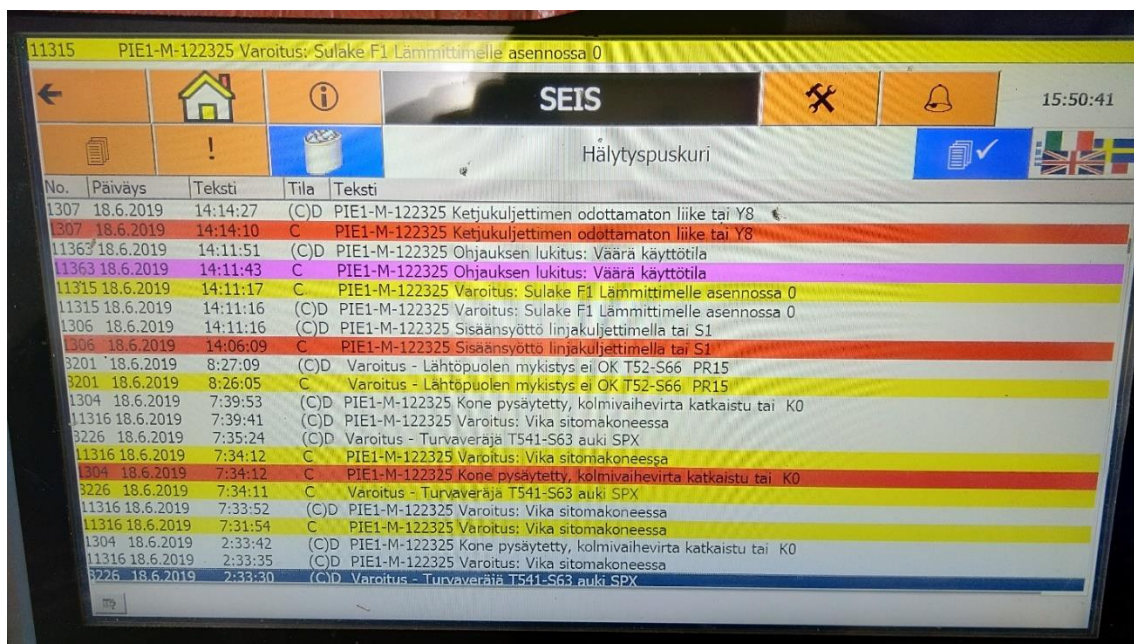 11315 PIE1-M-122325 Varoitus: Sulake F1 Lämmittimelle asennossa 0
SEIS 15:50:41
! Hälytyspuskuri
No. Päiväys Teksti Tila Teksti
1307 18.6.2019 14:14:27 (C)D PIE1-M-122325 Ketjukuljettimen odottamaton liike tai Y8
1307 18.6.2019 14:14:10 C PIE1-M-122325 Ketjukuljettimen odottamaton liike tai Y8
11363 18.6.2019 14:11:51 (C)D PIE1-M-122325 Ohjauksen lukitus: Väärä käyttötila
11363 18.6.2019 14:11:43 C PIE1-M-122325 Ohjauksen lukitus: Väärä käyttötila
11315 18.6.2019 14:11:17 C PIE1-M-122325 Varoitus: Sulake F1 Lämmittimelle asennossa 0
11315 18.6.2019 14:11:16 (C)D PIE1-M-122325 Varoitus: Sulake F1 Lämmittimelle asennossa 0
1306 18.6.2019 14:11:16 (C)D PIE1-M-122325 Sisäänsyöttö linjakuljettimella tai S1
1306 18.6.2019 14:06:09 C PIE1-M-122325 Sisäänsyöttö linjakuljettimella tai S1
3201 18.6.2019 8:27:09 (C)D Varoitus - Lähtöpuolen mykistys ei OK T52-S66 PR15
3201 18.6.2019 8:26:05 C Varoitus - Lähtöpuolen mykistys ei OK T52-S66 PR15
1304 18.6.2019 7:39:53 (C)D PIE1-M-122325 Kone pysäytetty, kolmivaihevirta katkaistu tai K0
11316 18.6.2019 7:39:41 (C)D PIE1-M-122325 Varoitus: Vika sitomakoneessa
3226 18.6.2019 7:35:24 (C)D Varoitus - Turvaveräjä T541-S63 auki SPX
11316 18.6.2019 7:34:12 C PIE1-M-122325 Varoitus: Vika sitomakoneessa
1304 18.6.2019 7:34:12 C PIE1-M-122325 Kone pysäytetty, kolmivaihevirta katkaistu tai K0
3226 18.6.2019 7:34:11 C Varoitus - Turvaveräjä T541-S63 auki SPX
11316 18.6.2019 7:33:52 (C)D PIE1-M-122325 Varoitus: Vika sitomakoneessa
11316 18.6.2019 7:31:54 C PIE1-M-122325 Varoitus: Vika sitomakoneessa
1304 18.6.2019 2:33:42 (C)D PIE1-M-122325 Kone pysäytetty, kolmivaihevirta katkaistu tai K0
11316 18.6.2019 2:33:35 (C)D PIE1-M-122325 Varoitus: Vika sitomakoneessa
3226 18.6.2019 2:33:30 (C)D Varoitus - Turvaveräjä T541-S63 auki SPX